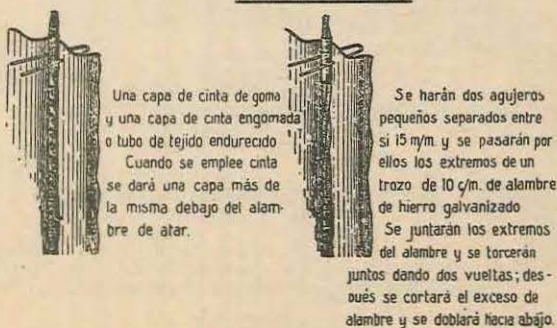 Una capa de cinta de goma
y una capa de cinta engomada
o tubo de tejido endurecido
Cuando se emplee cinta
se dará una capa más de
la misma debajo del alam-
bre de atar.
Se harán dos agujeros
pequeños separados entre
si 15 m/m. y se pasarán por
ellos los extremos de un
trozo de 10 c/m. de alambre
de hierro galvanizado
Se juntarán los extremos
del alambre y se torcerán
juntos dando dos vueltas; des-
pués se cortará el exceso de
alambre y se doblará hacia abajo.